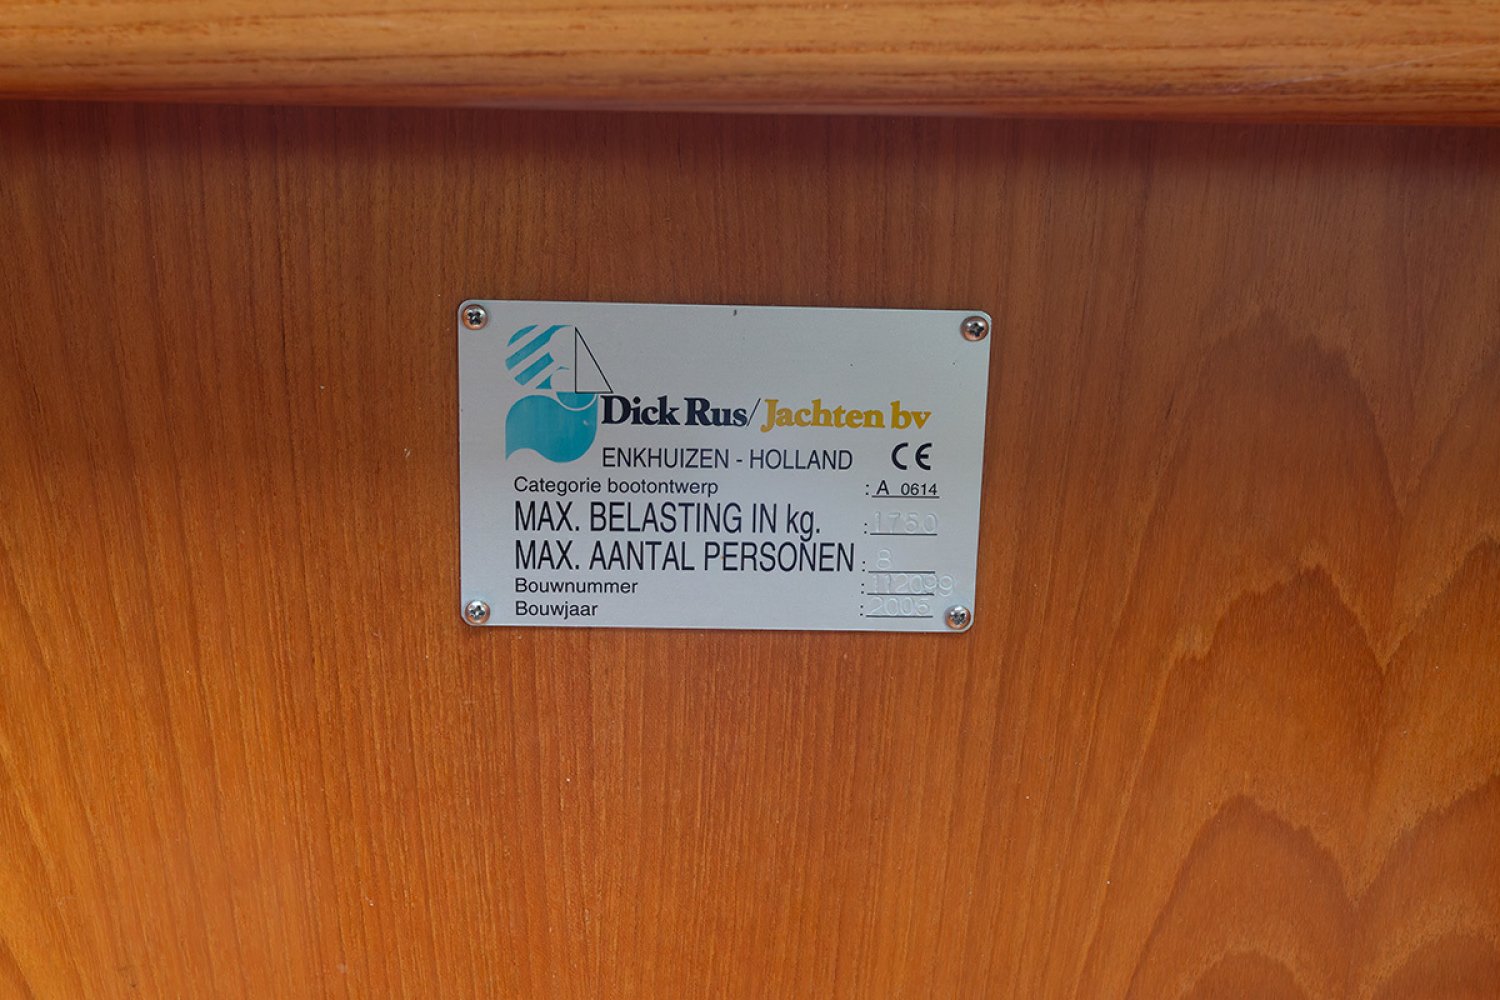 Dick Rus/Jachten bv
ENKHUIZEN - HOLLAND CE
Categorie bootontwerp : A 0614
MAX. BELASTING IN kg. : 1750
MAX. AANTAL PERSONEN : 8
Bouwnummer : 112099
Bouwjaar : 2006